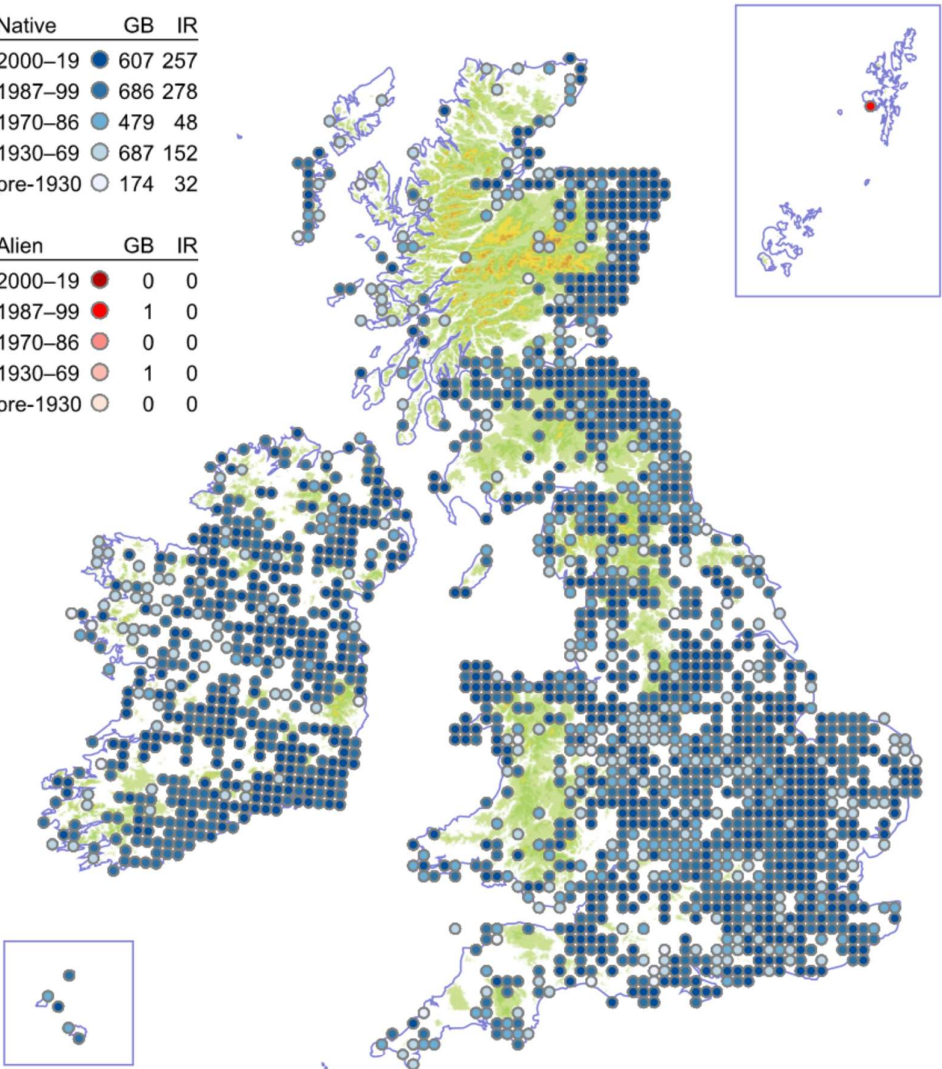 Native GB IR
2000–19 607 257
1987–99 686 278
1970–86 479 48
1930–69 687 152
ore-1930 174 32
Alien GB IR
2000–19 0 0
1987–99 1 0
1970–86 0 0
1930–69 1 0
ore-1930 0 0